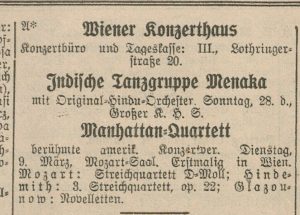 A* Wiener Konzerthaus
Konzertbüro und Tageskasse: III., Lothringer-
straße 20.
Indische Tanzgruppe Menaka
mit Original-Hindu-Orchester. Sonntag, 28. d.,
Großer K. H. S.
Manhattan-Quartett
berühmte amerik. Konzertver. Dienstag,
9. März, Mozart-Saal. Erstmalig in Wien.
Mozart: Streichquartett D-Moll; Hinde-
mith: 3. Streichquartett, op. 22; Glazou-
now: Novelletten.